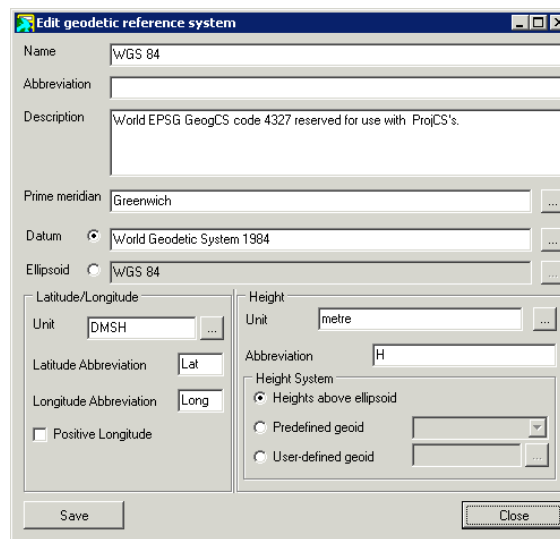 Edit geodetic reference system
Name WGS 84
Abbreviation
Description World EPSG GeogCS code 4327 reserved for use with ProjCS's.
Prime meridian Greenwich ...
Datum World Geodetic System 1984 ...
Ellipsoid WGS 84 ...
Latitude/Longitude
Unit DMSH ...
Latitude Abbreviation Lat
Longitude Abbreviation Long
Positive Longitude
Height
Unit metre ...
Abbreviation H
Height System
Heights above ellipsoid
Predefined geoid
User-defined geoid ...
Save
Close